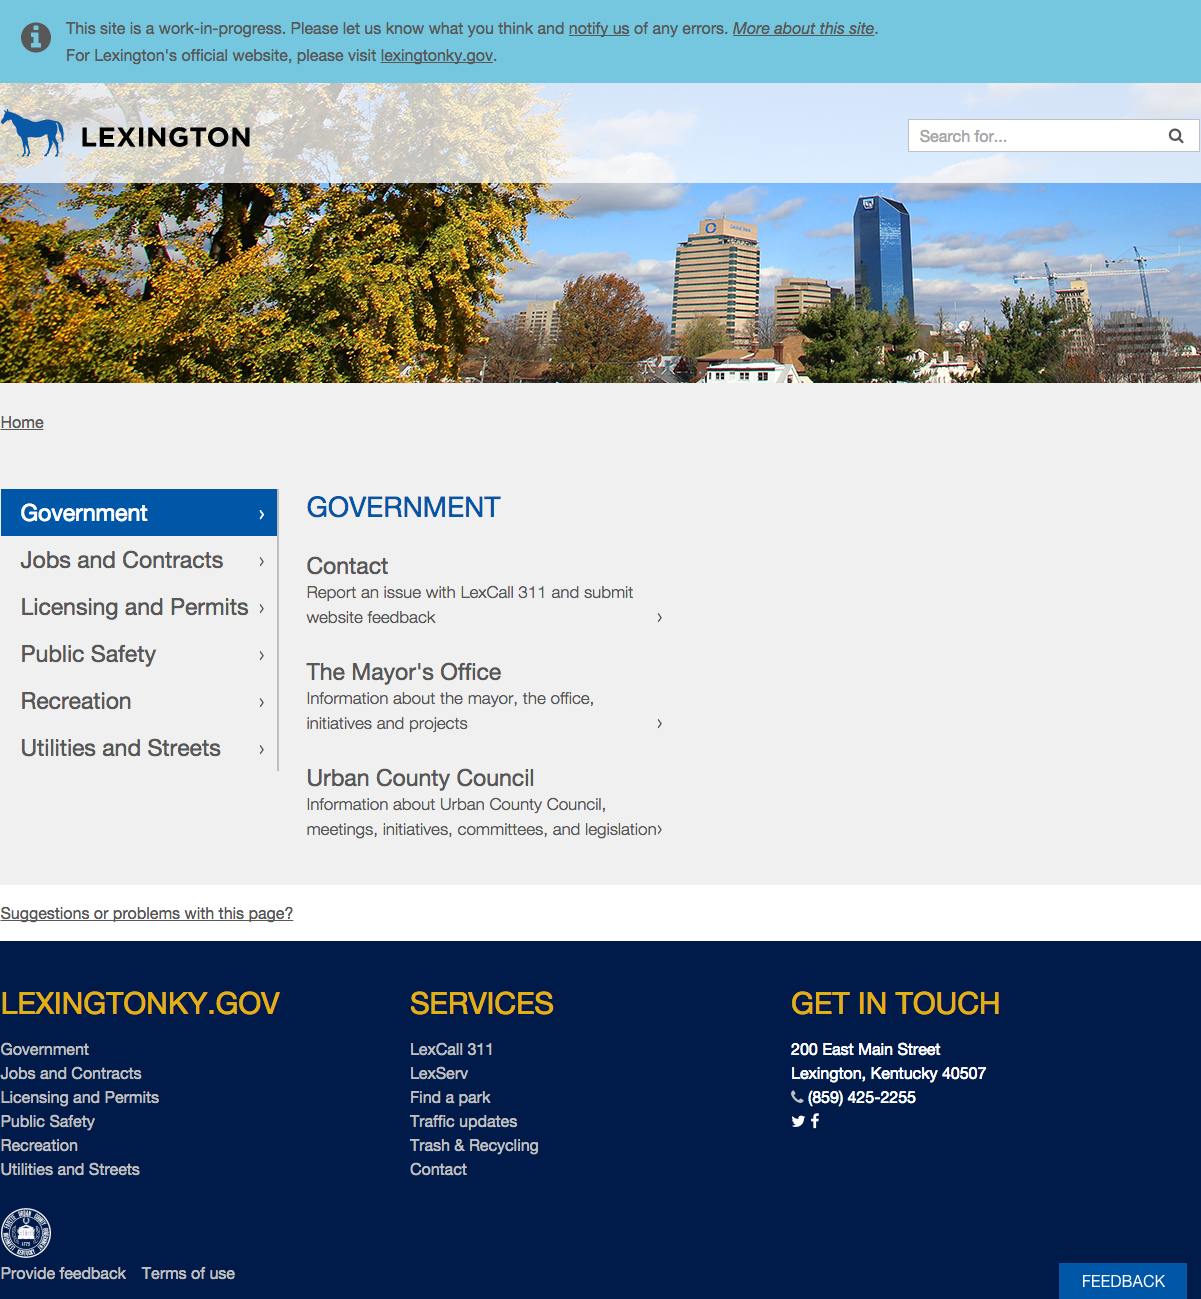 This site is a work-in-progress. Please let us know what you think and notify us of any errors. More about this site.
For Lexington's official website, please visit lexingtonky.gov.
LEXINGTON
Search for...
Home
Government
Jobs and Contracts
Licensing and Permits
Public Safety
Recreation
Utilities and Streets
GOVERNMENT
Contact
Report an issue with LexCall 311 and submit
website feedback
The Mayor's Office
Information about the mayor, the office,
initiatives and projects
Urban County Council
Information about Urban County Council,
meetings, initiatives, committees, and legislation
Suggestions or problems with this page?
LEXINGTONKY.GOV
Government
Jobs and Contracts
Licensing and Permits
Public Safety
Recreation
Utilities and Streets
SERVICES
LexCall 311
LexServ
Find a park
Traffic updates
Trash & Recycling
Contact
GET IN TOUCH
200 East Main Street
Lexington, Kentucky 40507
(859) 425-2255
Provide feedback Terms of use
FEEDBACK